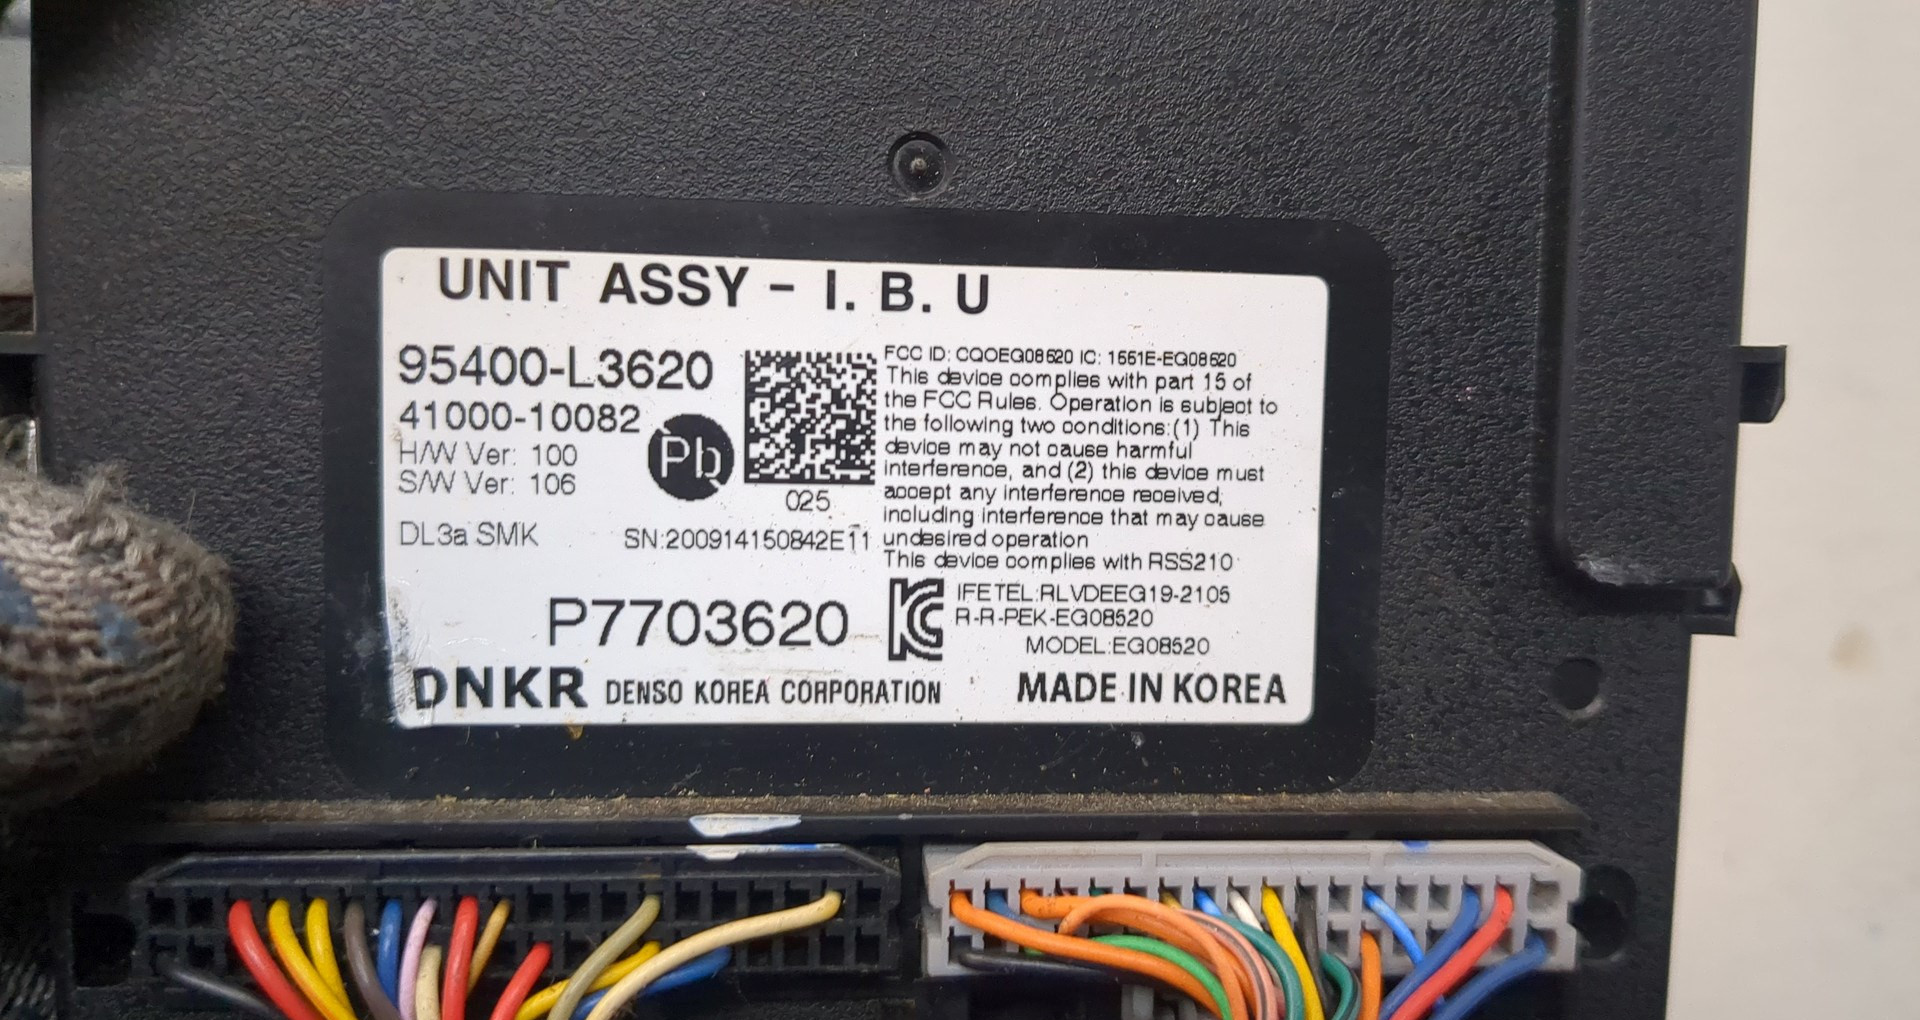 UNIT ASSY - I. B. U
95400-L3620
41000-10082
H/W Ver: 100
S/W Ver: 106
Pb
025
DL3a SMK
SN:200914150842E11
FCC ID: CQOEG08520 IC: 1551E-EG08520
This device complies with part 15 of
the FCC Rules. Operation is subject to
the following two conditions:(1) This
device may not cause harmful
interference, and (2) this device must
accept any interference received,
including interference that may cause
undesired operation
This device complies with RSS210
P7703620
IFETEL:RLVDEEG19-2105
R-R-PEK-EG08520
MODEL:EG08520
DNKR DENSO KOREA CORPORATION
MADE IN KOREA